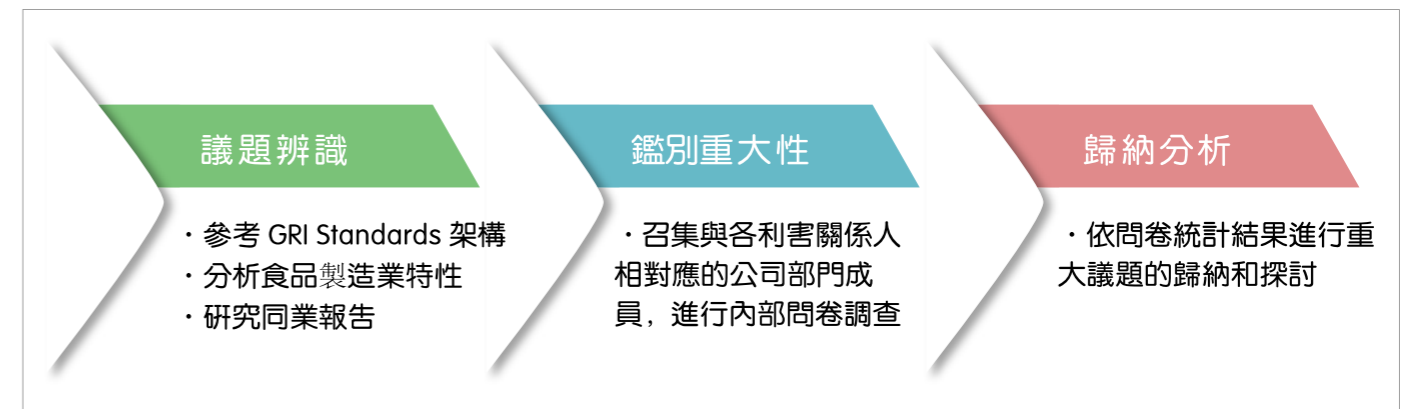 議題辨識
・參考 GRI Standards 架構
・分析食品製造業特性
・研究同業報告
鑑別重大性
・召集與各利害關係人
相對應的公司部門成
員，進行內部問卷調查
歸納分析
・依問卷統計結果進行重
大議題的歸納和探討